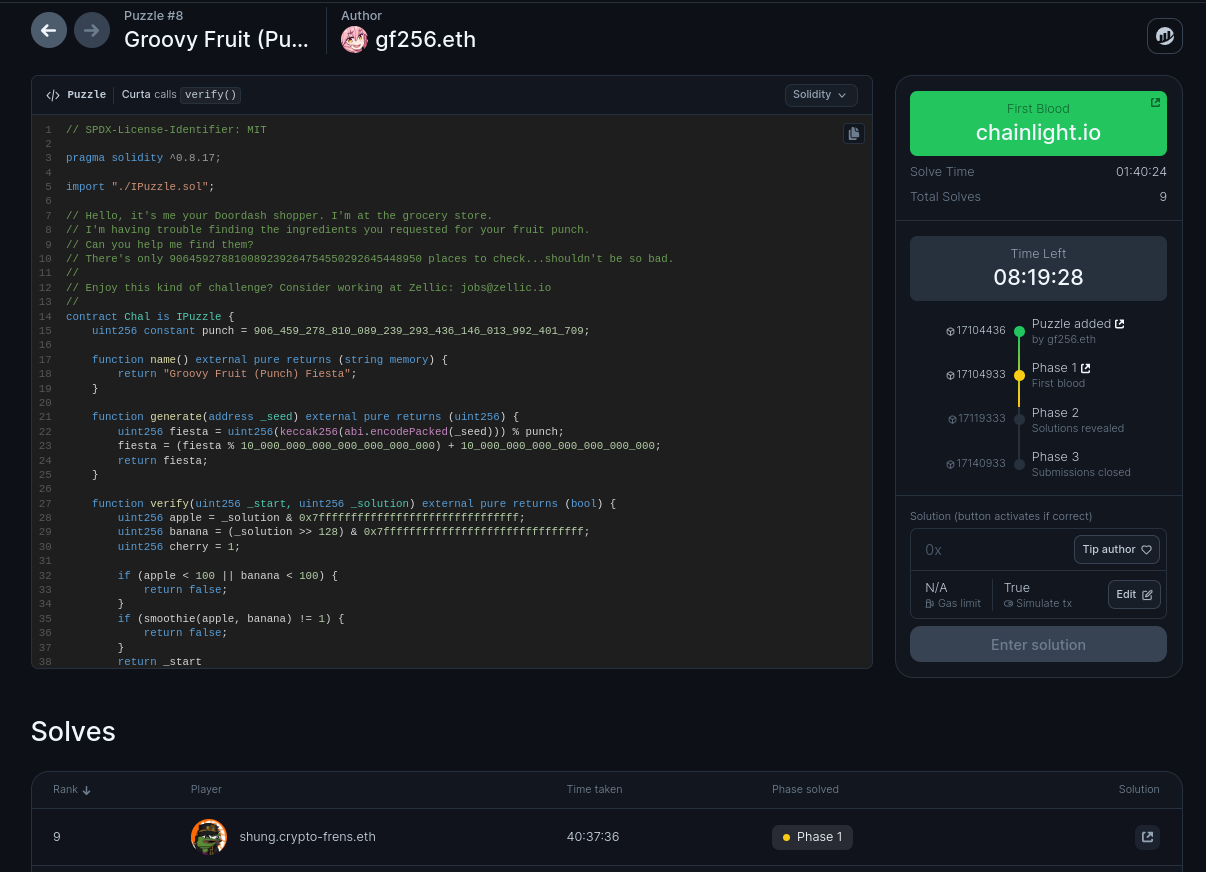 Puzzle #8
Groovy Fruit (Pu...
Author
gf256.eth
</> Puzzle
Curta calls verify()
Solidity
1 // SPDX-License-Identifier: MIT
2
3 pragma solidity ^0.8.17;
4
5 import "./IPuzzle.sol";
6
7 // Hello, it's me your Doordash shopper. I'm at the grocery store.
8 // I'm having trouble finding the ingredients you requested for your fruit punch.
9 // Can you help me find them?
10 // There's only 906459278810089239264754550292645448950 places to check...shouldn't be so bad.
11 //
12 // Enjoy this kind of challenge? Consider working at Zellic: jobs@zellic.io
13 //
14 contract Chal is IPuzzle {
15 uint256 constant punch = 906_459_278_810_089_239_293_436_146_013_992_401_709;
16
17 function name() external pure returns (string memory) {
18 return "Groovy Fruit (Punch) Fiesta";
19 }
20
21 function generate(address _seed) external pure returns (uint256) {
22 uint256 fiesta = uint256(keccak256(abi.encodePacked(_seed))) % punch;
23 fiesta = (fiesta % 10_000_000_000_000_000_000_000) + 10_000_000_000_000_000_000_000_000;
24 return fiesta;
25 }
26
27 function verify(uint256 _start, uint256 _solution) external pure returns (bool) {
28 uint256 apple = _solution & 0x7fffffffffffffffffffffffffffffff;
29 uint256 banana = (_solution >> 128) & 0x7fffffffffffffffffffffffffffffff;
30 uint256 cherry = 1;
31
32 if (apple < 100 || banana < 100) {
33 return false;
34 }
35 if (smoothie(apple, banana) != 1) {
36 return false;
37 }
38 return _start
First Blood
chainlight.io
Solve Time 01:40:24
Total Solves 9
Time Left
08:19:28
17104436 Puzzle added
by gf256.eth
17104933 Phase 1
First blood
17119333 Phase 2
Solutions revealed
17140933 Phase 3
Submissions closed
Solution (button activates if correct)
0x
Tip author
N/A
Gas limit
True
Simulate tx
Edit
Enter solution
Solves
Rank Player Time taken Phase solved Solution
9 shung.crypto-frens.eth 40:37:36 Phase 1